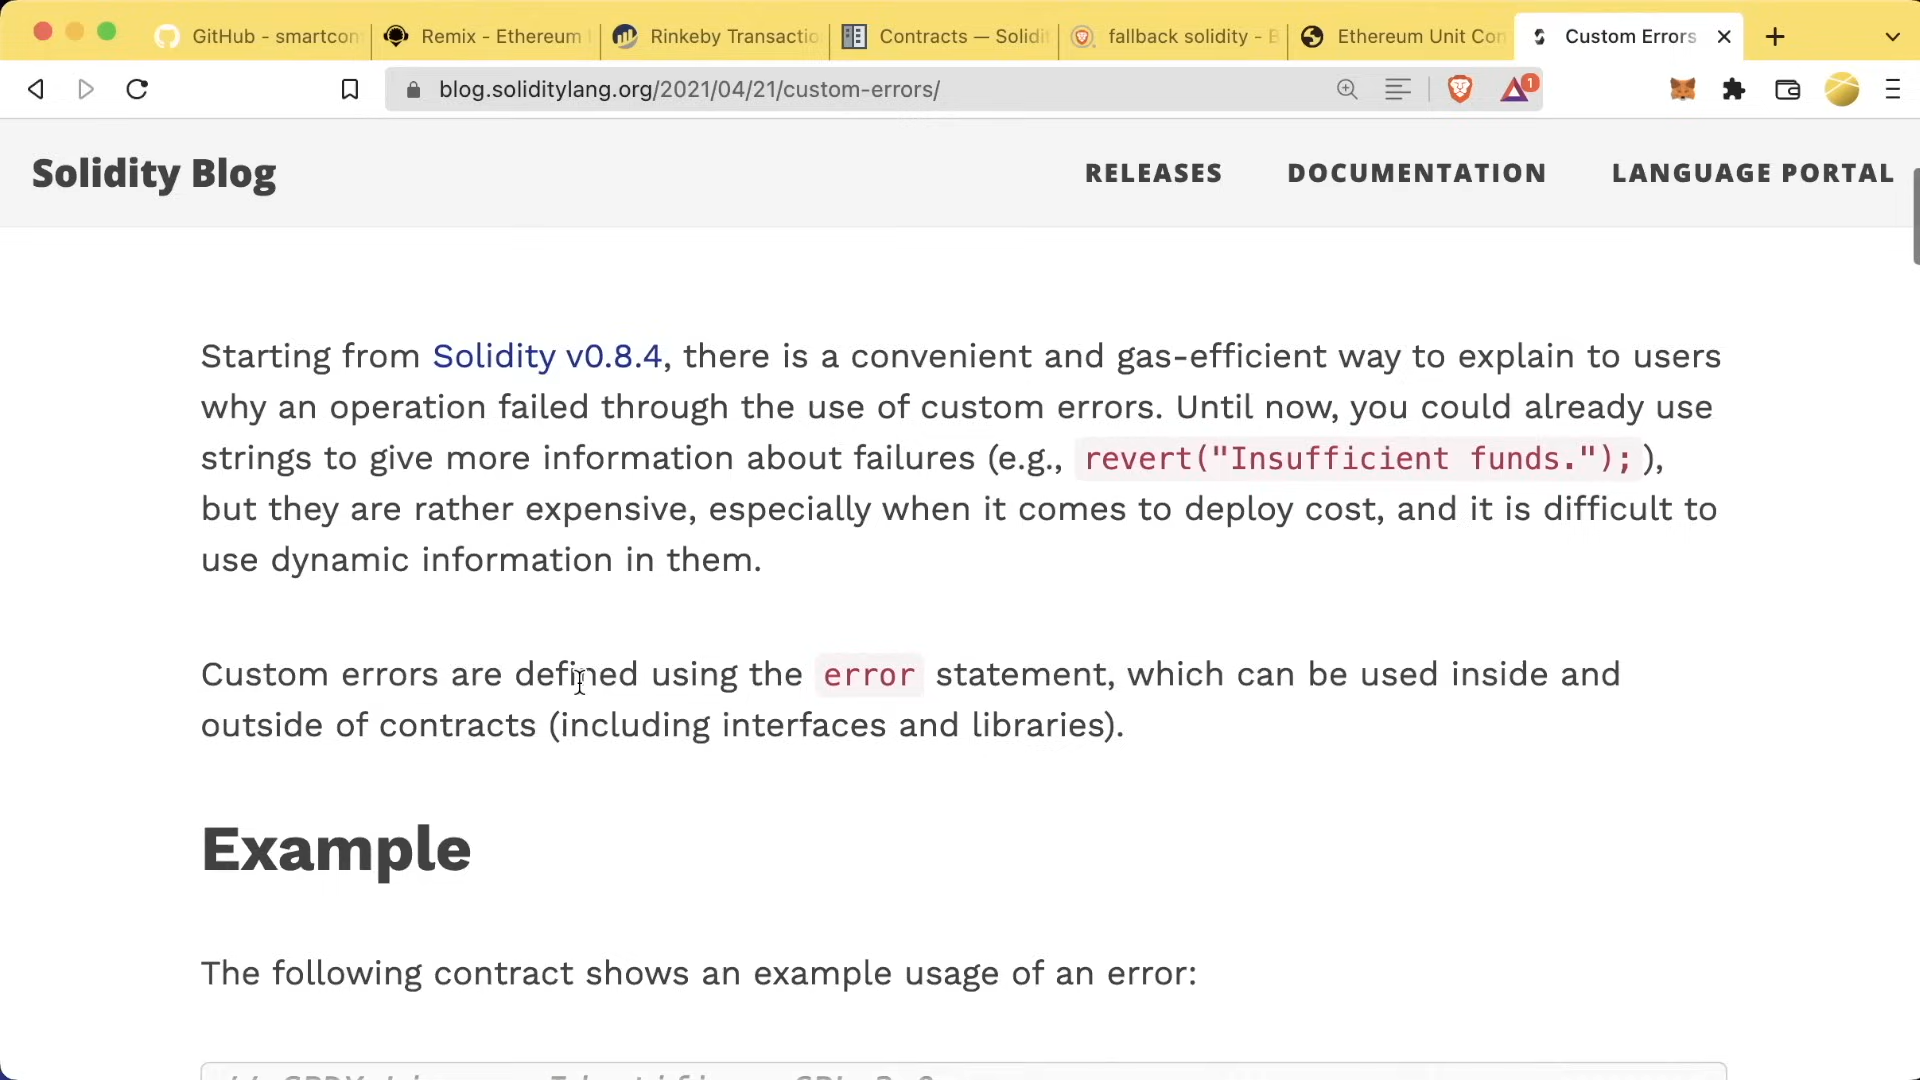 GitHub - smartcon
Remix - Ethereum
Rinkeby Transactio
Contracts — Solidi
fallback solidity -
Ethereum Unit Con
Custom Errors
blog.soliditylang.org/2021/04/21/custom-errors/
1
Solidity Blog
RELEASES
DOCUMENTATION
LANGUAGE PORTAL
Starting from Solidity v0.8.4, there is a convenient and gas-efficient way to explain to users
why an operation failed through the use of custom errors. Until now, you could already use
strings to give more information about failures (e.g., revert("Insufficient funds."); ),
but they are rather expensive, especially when it comes to deploy cost, and it is difficult to
use dynamic information in them.
Custom errors are defined using the error statement, which can be used inside and
outside of contracts (including interfaces and libraries).
Example
The following contract shows an example usage of an error: